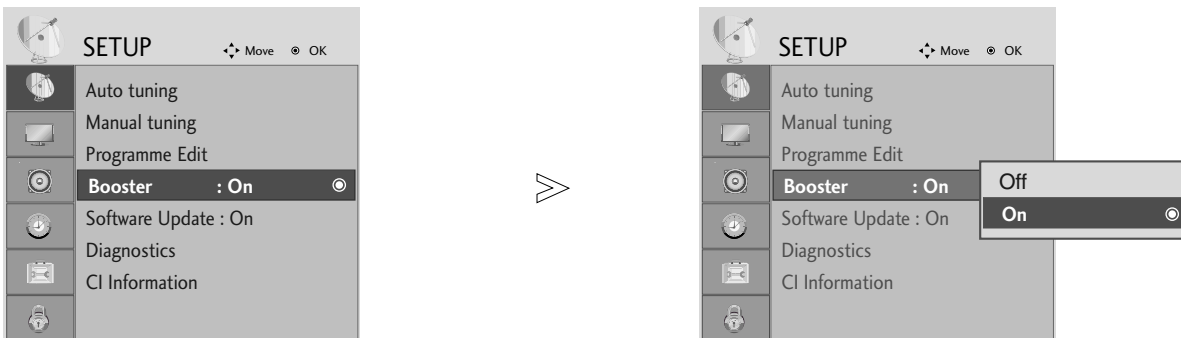 SETUP Move OK
Auto tuning
Manual tuning
Programme Edit
Booster : On
Software Update : On
Diagnostics
CI Information
SETUP Move OK
Auto tuning
Manual tuning
Programme Edit
Booster : On
Software Update : On
Diagnostics
CI Information
Off
On